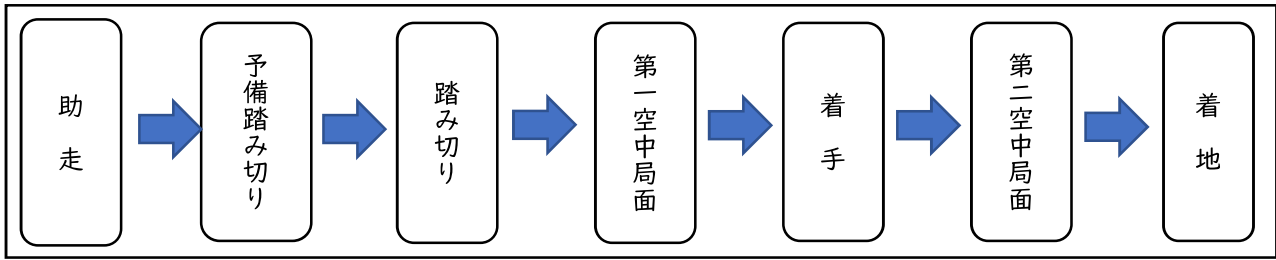 助走
予備踏み切り
踏み切り
第一空中局面
着手
第二空中局面
着地